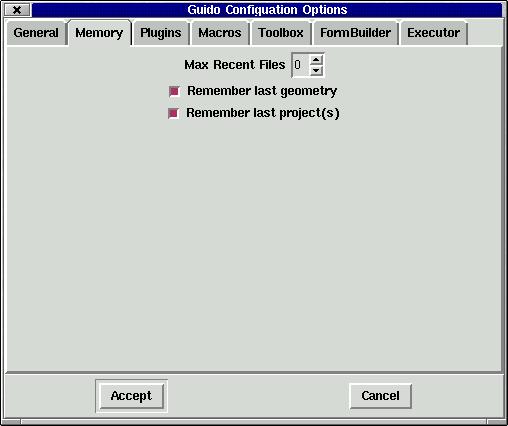 Guido Configuation Options
General Memory Plugins Macros Toolbox FormBuilder Executor
Max Recent Files 0
Remember last geometry
Remember last project(s)
Accept Cancel